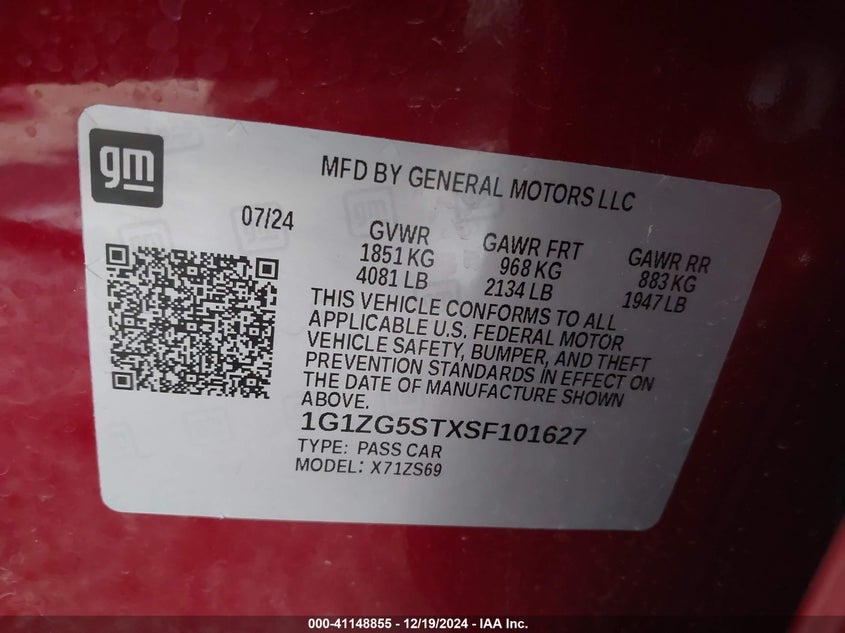 gm
MFD BY GENERAL MOTORS LLC
07/24
GVWR
1851 KG
4081 LB
GAWR FRT
968 KG
2134 LB
GAWR RR
883 KG
1947 LB
THIS VEHICLE CONFORMS TO ALL
APPLICABLE U.S. FEDERAL MOTOR
VEHICLE SAFETY, BUMPER, AND THEFT
PREVENTION STANDARDS IN EFFECT ON
THE DATE OF MANUFACTURE SHOWN
ABOVE.
1G1ZG5STXSF101627
TYPE: PASS CAR
MODEL: X71ZS69
000-41148855 - 12/19/2024 - IAA Inc.